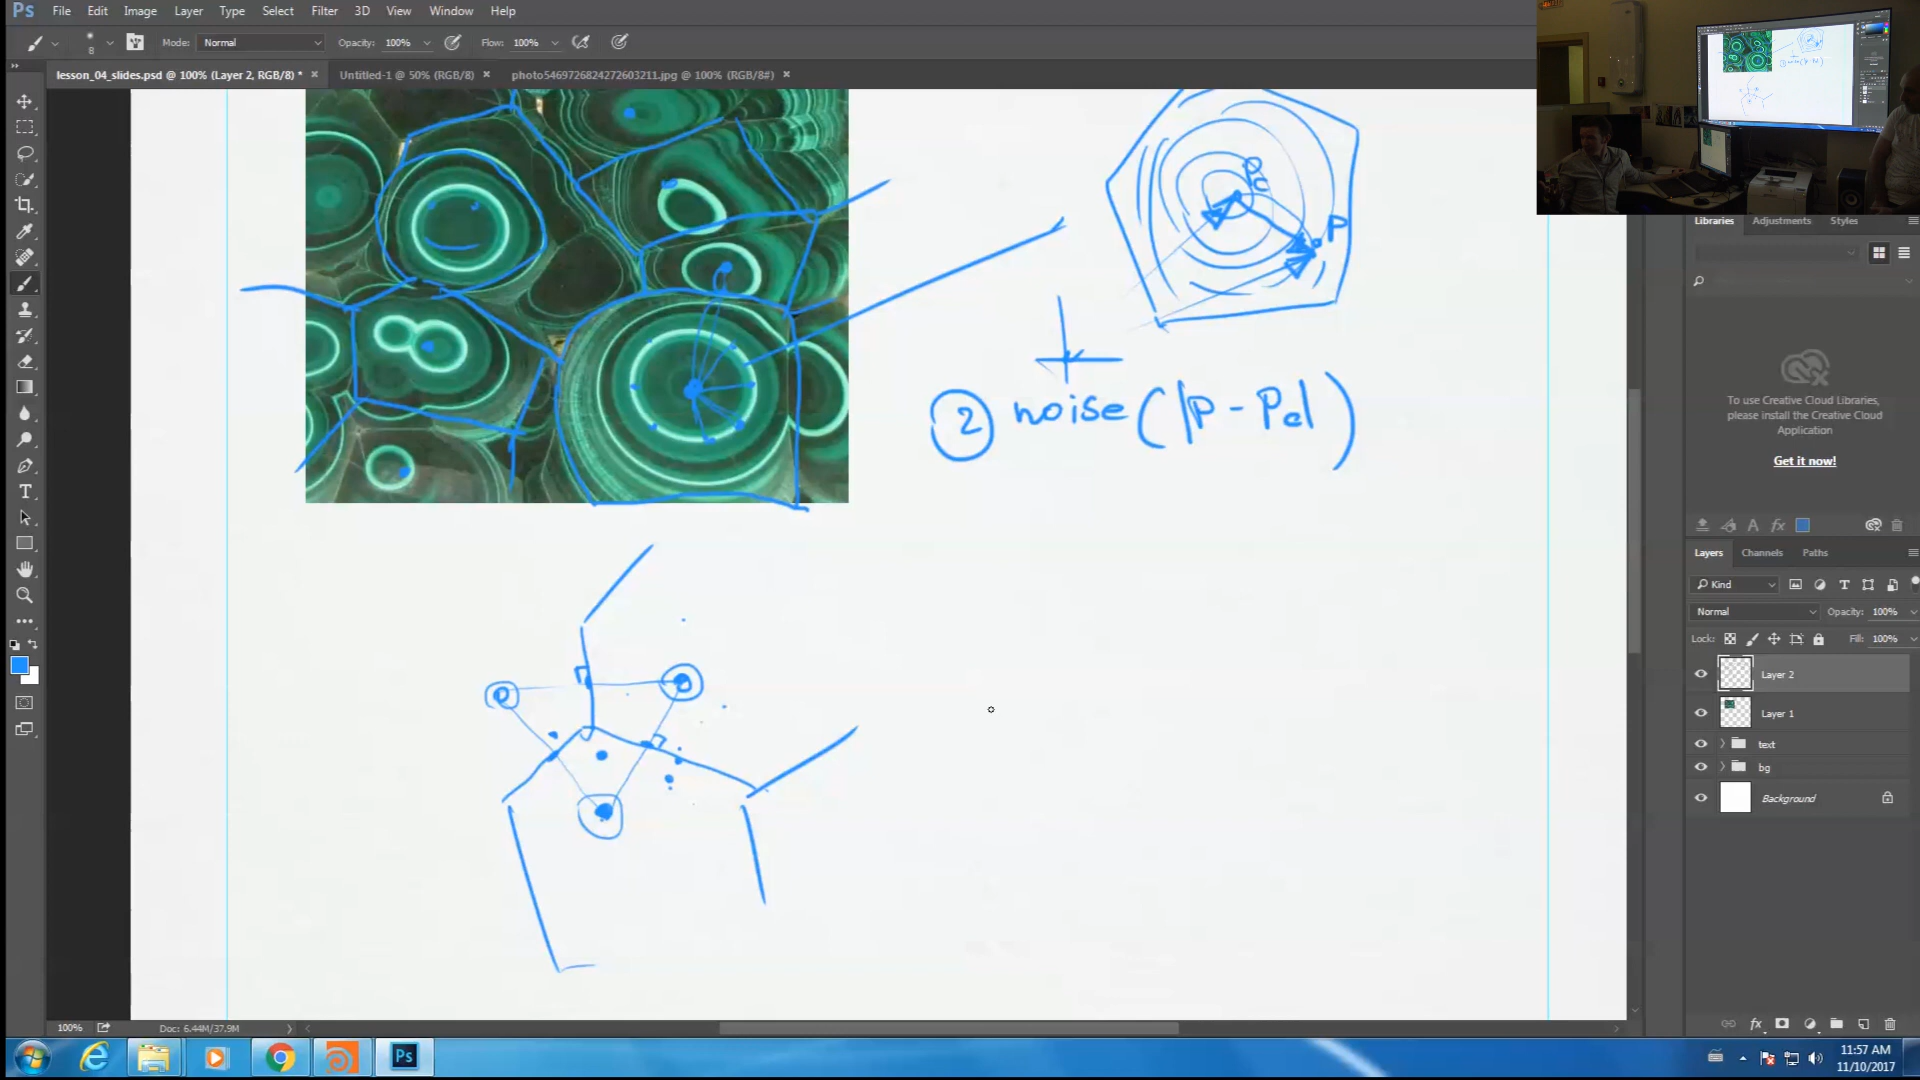 Ps File Edit Image Layer Type Select Filter 3D View Window Help
8 Mode: Normal Opacity: 100% Flow: 100%
lesson_04_slides.psd @ 100% (Layer 2, RGB/8) * Untitled-1 @ 50% (RGB/8) photo5469726824272603211.jpg @ 100% (RGB/8#)
Pc
P
2 noise(|P - Pc|)
Libraries Adjustments Styles
To use Creative Cloud Libraries,
please install the Creative Cloud
Application
Get it now!
Layers Channels Paths
Kind
Normal Opacity: 100%
Lock: Fill: 100%
Layer 2
Layer 1
text
bg
Background
100% Doc: 6.44M/37.9M
Ps
11:57 AM
11/10/2017